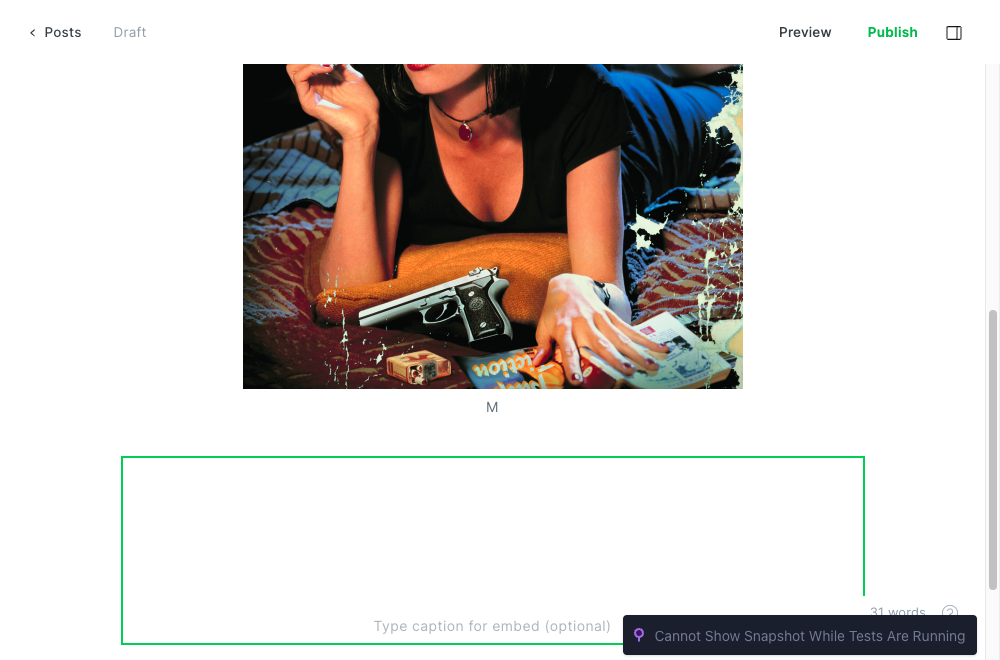 Posts
Draft
Preview
Publish
M
31 words
Type caption for embed (optional)
Cannot Show Snapshot While Tests Are Running